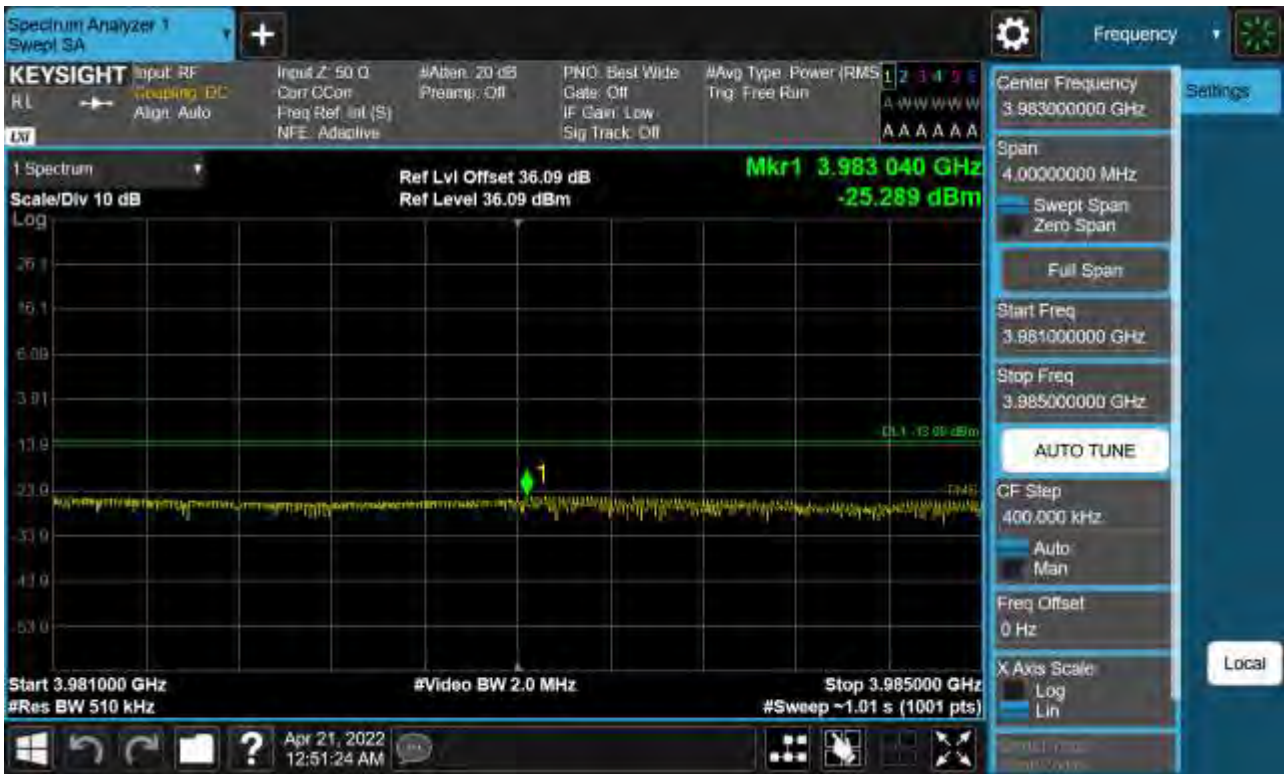 Spectrum Analyzer 1
Swept SA
Frequency
KEYSIGHT
Input: RF
Coupling: DC
Align: Auto
Input Z: 50 Ω
Corr CCorr
Freq Ref: Int (S)
NFE: Adaptive
#Atten: 20 dB
Preamp: Off
PNO: Best Wide
Gate: Off
IF Gain: Low
Sig Track: Off
#Avg Type: Power (RMS
Trig: Free Run
1 2 3 4 5 6
A W W W W W
A A A A A A
RL
LXI
1 Spectrum
Scale/Div 10 dB
Log
Ref Lvl Offset 36.09 dB
Ref Level 36.09 dBm
Mkr1 3.983 040 GHz
-25.289 dBm
26.1
16.1
6.09
-3.91
-13.9
-23.9
-33.9
-43.9
-53.9
DL1 -13.00 dBm
1
RMS
Start 3.981000 GHz
#Res BW 510 kHz
#Video BW 2.0 MHz
Stop 3.985000 GHz
#Sweep ~1.01 s (1001 pts)
Center Frequency
3.983000000 GHz
Settings
Span
4.00000000 MHz
Swept Span
Zero Span
Full Span
Start Freq
3.981000000 GHz
Stop Freq
3.985000000 GHz
AUTO TUNE
CF Step
400.000 kHz
Auto
Man
Freq Offset
0 Hz
X Axis Scale
Log
Lin
Local
?
Apr 21, 2022
12:51:24 AM